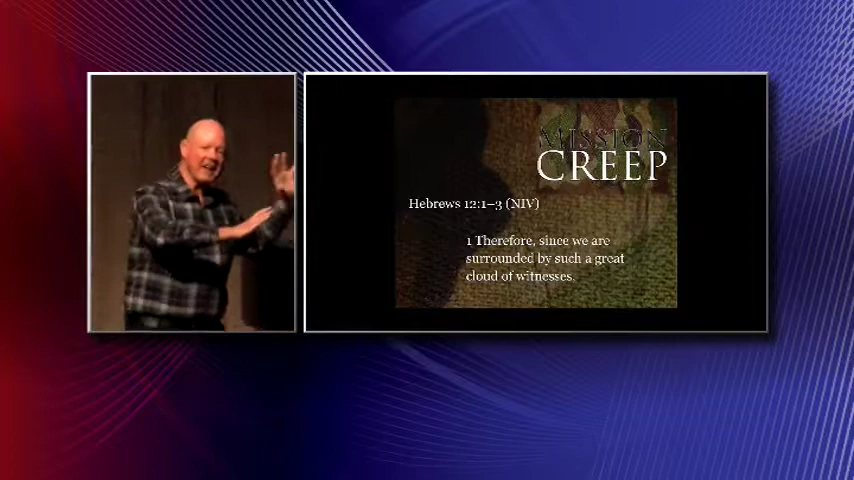 MISSION
CREEP
Hebrews 12:1–3 (NIV)
1 Therefore, since we are
surrounded by such a great
cloud of witnesses.